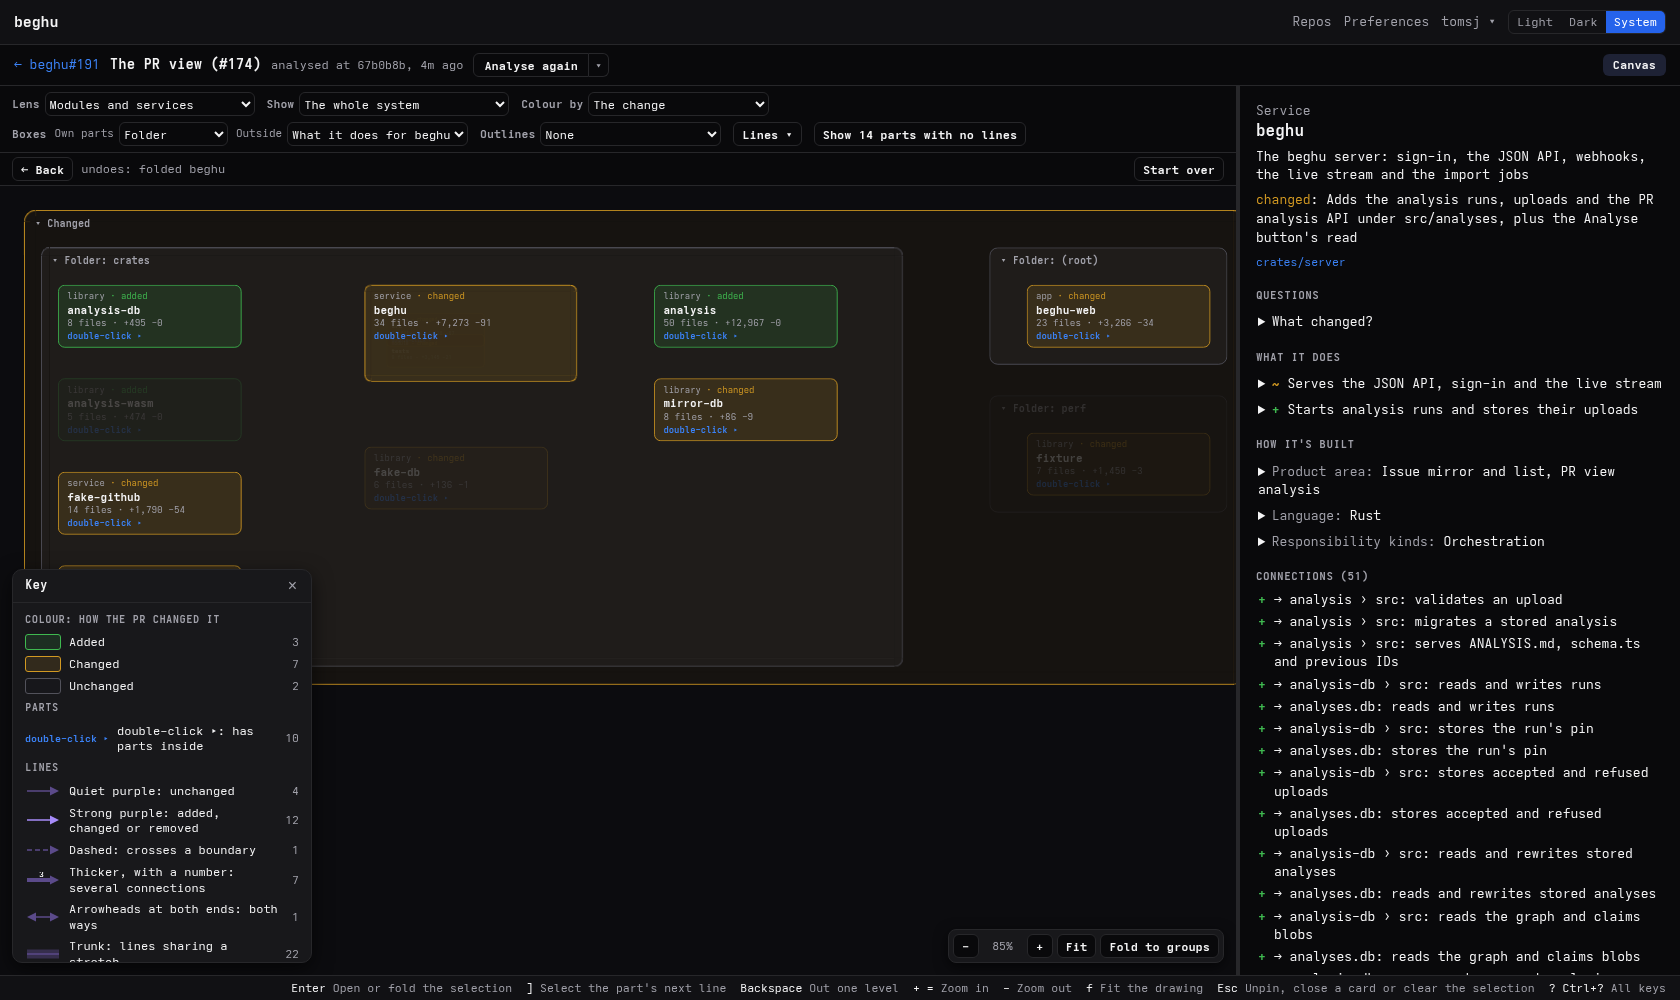 beghu
Repos Preferences tomsj ▾ Light Dark System
← beghu#191 The PR view (#174) analysed at 67b0b8b, 4m ago Analyse again ▾ Canvas
Lens Modules and services Show The whole system Colour by The change
Boxes Own parts Folder Outside What it does for beghu Outlines None Lines ▾ Show 14 parts with no lines
← Back undoes: folded beghu Start over
▾ Changed
▾ Folder: crates
library · added
analysis-db
8 files · +495 −0
double-click ▸
service · changed
beghu
34 files · +7,273 −91
double-click ▸
library · added
analysis
50 files · +12,967 −0
double-click ▸
library · added
analysis-wasm
5 files · +474 −0
double-click ▸
library · changed
mirror-db
8 files · +86 −9
double-click ▸
library · changed
fake-db
6 files · +136 −1
double-click ▸
service · changed
fake-github
14 files · +1,790 −54
double-click ▸
▾ Folder: (root)
app · changed
beghu-web
23 files · +3,266 −34
double-click ▸
▾ Folder: perf
library · changed
fixture
7 files · +1,450 −3
double-click ▸
Key ×
COLOUR: HOW THE PR CHANGED IT
Added 3
Changed 7
Unchanged 2
PARTS
double-click ▸ double-click ▸: has
parts inside 10
LINES
Quiet purple: unchanged 4
Strong purple: added,
changed or removed 12
Dashed: crosses a boundary 1
3 Thicker, with a number:
several connections 7
Arrowheads at both ends: both
ways 1
Trunk: lines sharing a
stretch 22
− 85% + Fit Fold to groups
Service
beghu
The beghu server: sign-in, the JSON API, webhooks,
the live stream and the import jobs
changed: Adds the analysis runs, uploads and the PR
analysis API under src/analyses, plus the Analyse
button's read
crates/server
QUESTIONS
▶ What changed?
WHAT IT DOES
▶ ~ Serves the JSON API, sign-in and the live stream
▶ + Starts analysis runs and stores their uploads
HOW IT'S BUILT
▶ Product area: Issue mirror and list, PR view
analysis
▶ Language: Rust
▶ Responsibility kinds: Orchestration
CONNECTIONS (51)
+ → analysis › src: validates an upload
+ → analysis › src: migrates a stored analysis
+ → analysis › src: serves ANALYSIS.md, schema.ts
and previous IDs
+ → analysis-db › src: reads and writes runs
+ → analyses.db: reads and writes runs
+ → analysis-db › src: stores the run's pin
+ → analyses.db: stores the run's pin
+ → analysis-db › src: stores accepted and refused
uploads
+ → analyses.db: stores accepted and refused
uploads
+ → analysis-db › src: reads and rewrites stored
analyses
+ → analyses.db: reads and rewrites stored analyses
+ → analysis-db › src: reads the graph and claims
blobs
+ → analyses.db: reads the graph and claims blobs
Enter Open or fold the selection ] Select the part's next line Backspace Out one level + = Zoom in − Zoom out f Fit the drawing Esc Unpin, close a card or clear the selection ? Ctrl+? All keys